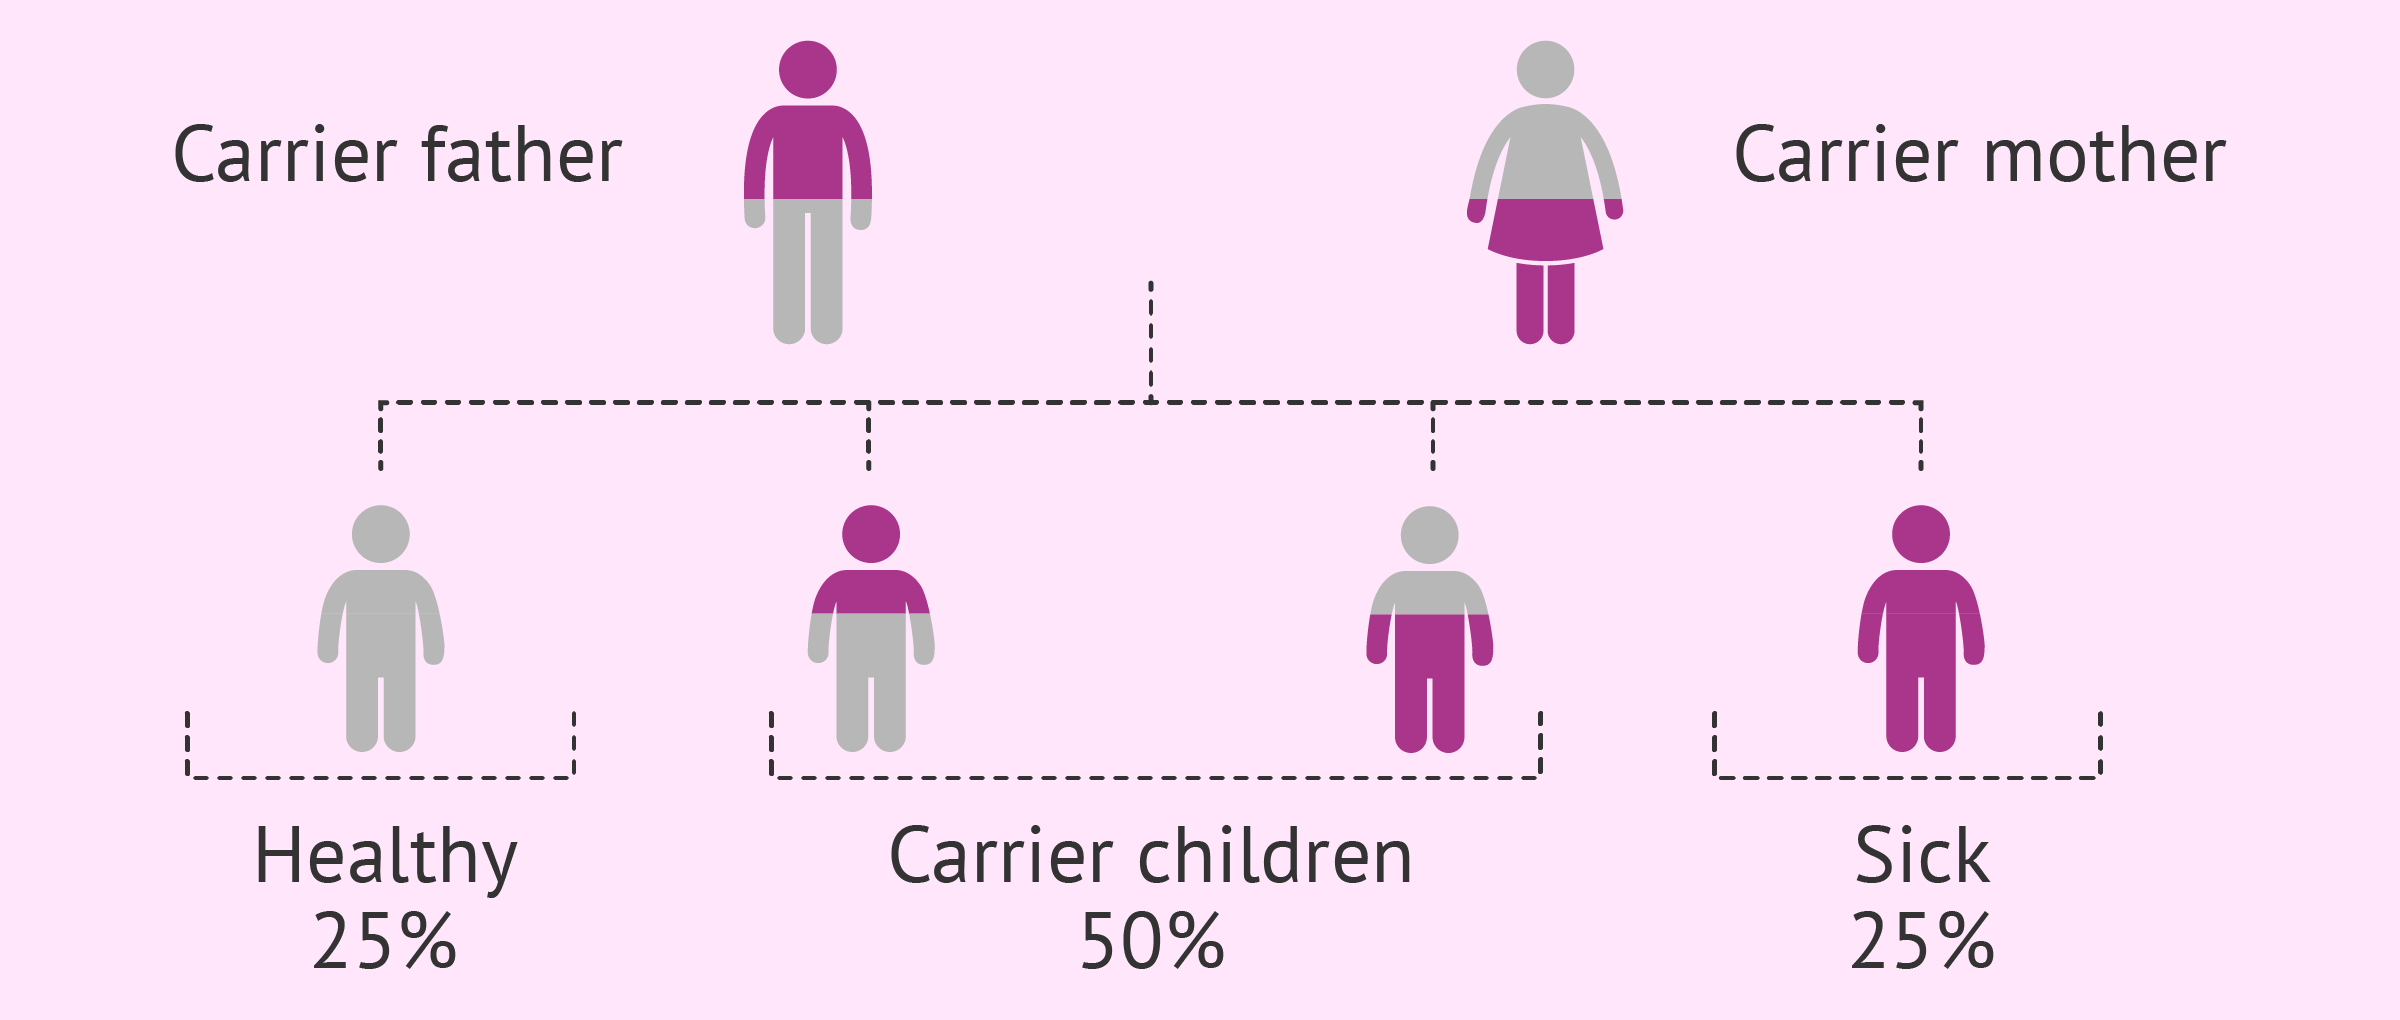 Carrier father
Carrier mother
Healthy
25%
Carrier children
50%
Sick
25%